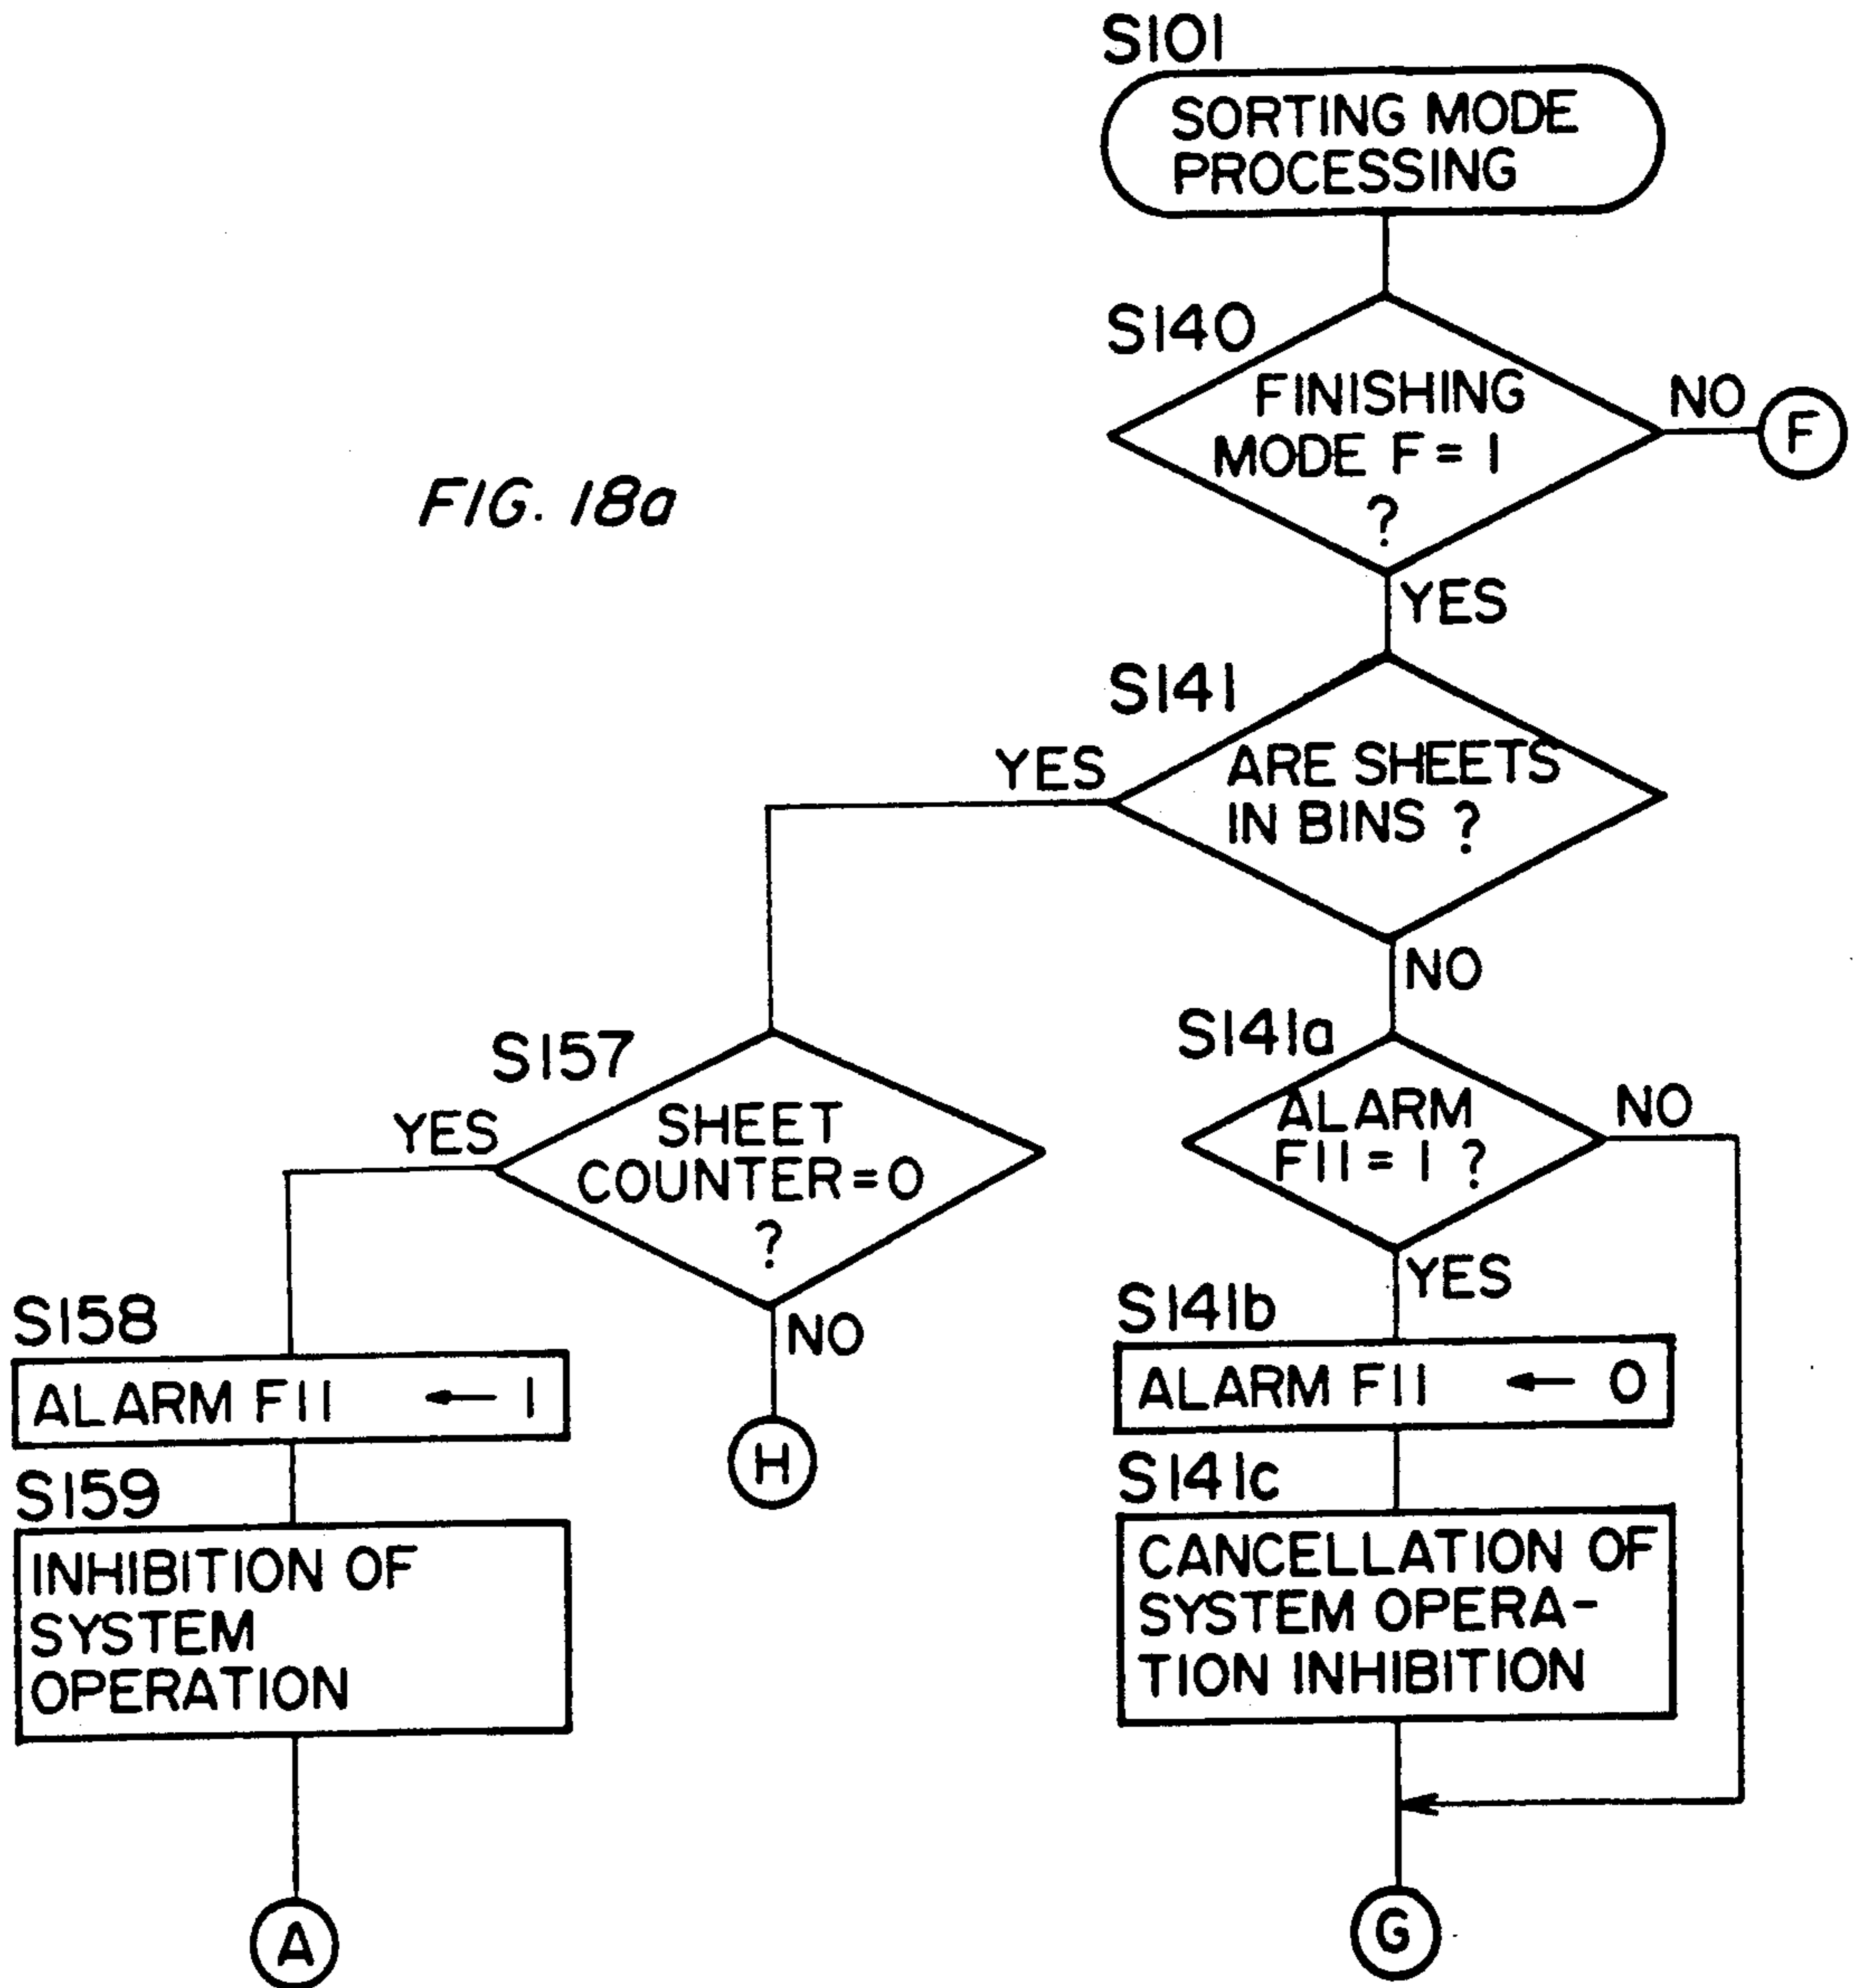 S101
SORTING MODE
PROCESSING
S140
FINISHING
MODE F = 1
?
NO
F
FIG. 18a
YES
S141
YES
ARE SHEETS
IN BINS ?
NO
S157
YES
SHEET
COUNTER=0
?
NO
H
S141a
ALARM
F11 = 1 ?
NO
YES
S158
ALARM F11 ← 1
S159
INHIBITION OF
SYSTEM
OPERATION
A
S141b
ALARM F11 ← 0
S141c
CANCELLATION OF
SYSTEM OPERA-
TION INHIBITION
G